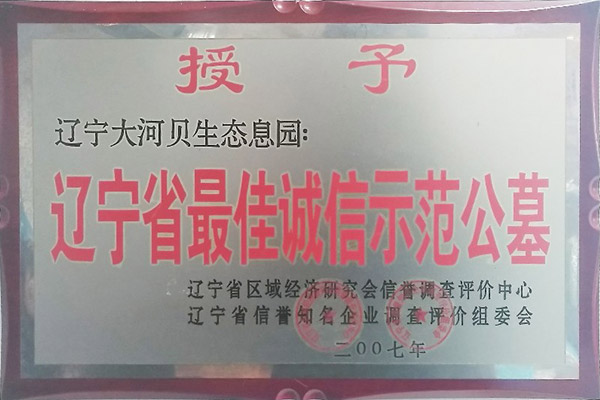 授予
辽宁大河贝生态息园:
辽宁省最佳诚信示范公墓
辽宁省区域经济研究会信誉调查评价中心
辽宁省信誉知名企业调查评价组委会
二00七年